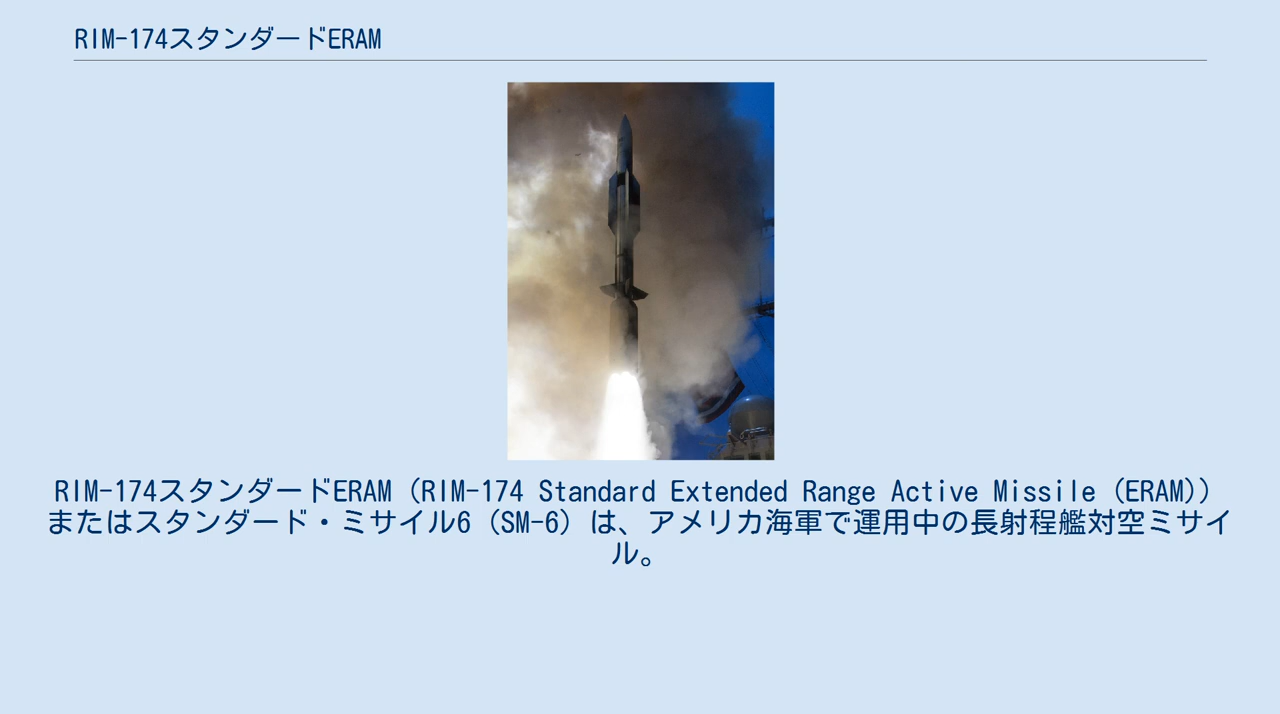 RIM-174スタンダードERAM
RIM-174スタンダードERAM（RIM-174 Standard Extended Range Active Missile（ERAM））
またはスタンダード・ミサイル6（SM-6）は、アメリカ海軍で運用中の長射程艦対空ミサイ
ル。